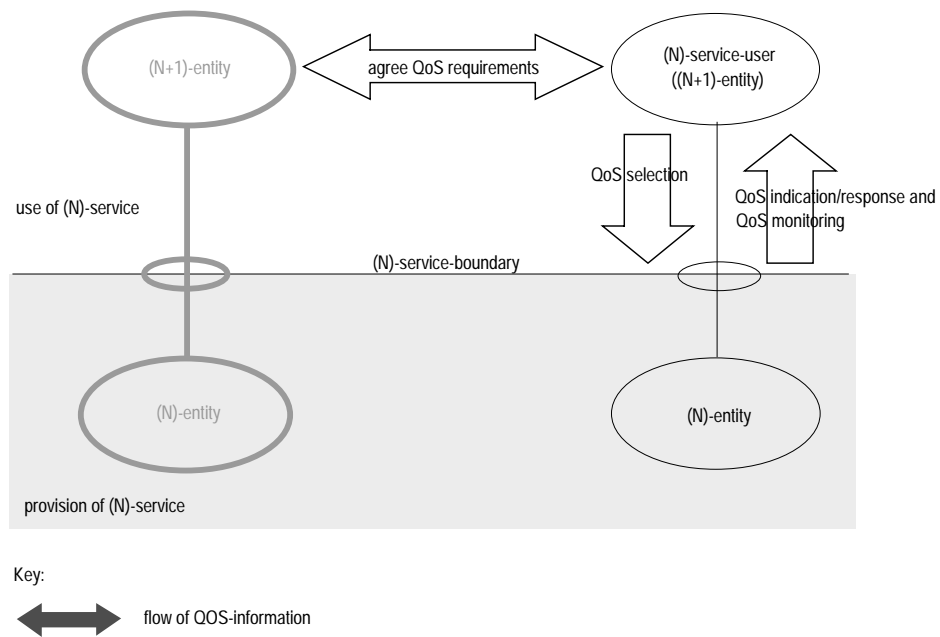 (N+1)-entity
agree QoS requirements
(N)-service-user
((N+1)-entity)
QoS selection
QoS indication/response and
QoS monitoring
use of (N)-service
(N)-service-boundary
(N)-entity
(N)-entity
provision of (N)-service
Key:
flow of QOS-information